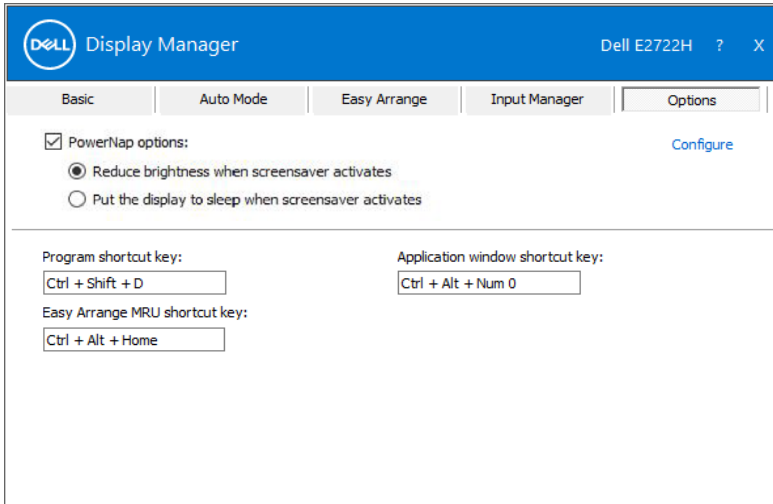 DELL Display Manager Dell E2722H ? X
Basic Auto Mode Easy Arrange Input Manager Options
PowerNap options: Configure
Reduce brightness when screensaver activates
Put the display to sleep when screensaver activates
Program shortcut key: Application window shortcut key:
Ctrl + Shift + D Ctrl + Alt + Num 0
Easy Arrange MRU shortcut key:
Ctrl + Alt + Home